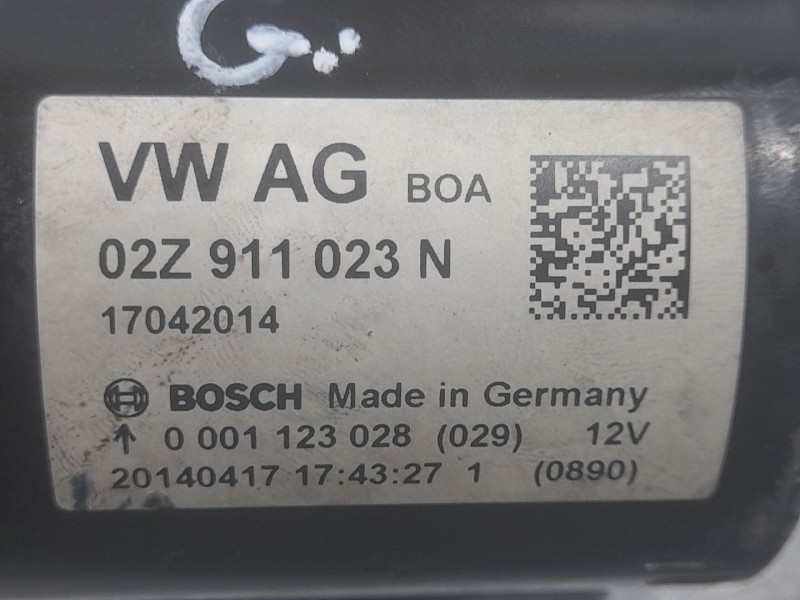 G.
VW AG BOA
02Z 911 023 N
17042014
BOSCH Made in Germany
↑ 0 001 123 028 (029) 12V
20140417 17:43:27 1 (0890)